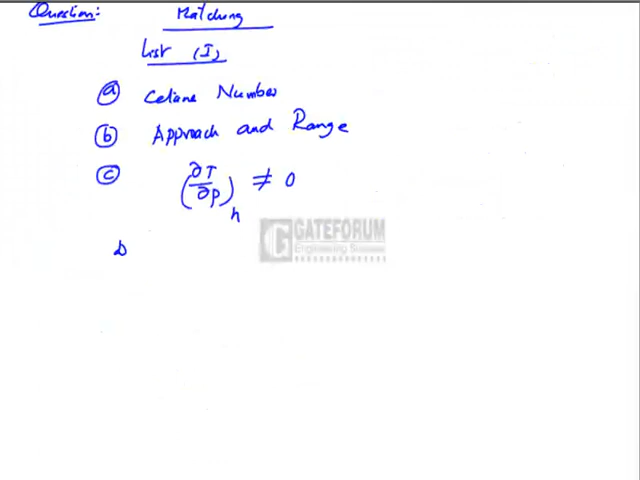 Question: Matching
List (I)
(a) Cetane Number
(b) Approach and Range
(c) (∂T/∂P)h ≠ 0
GATEFORUM
Engineering Success
D